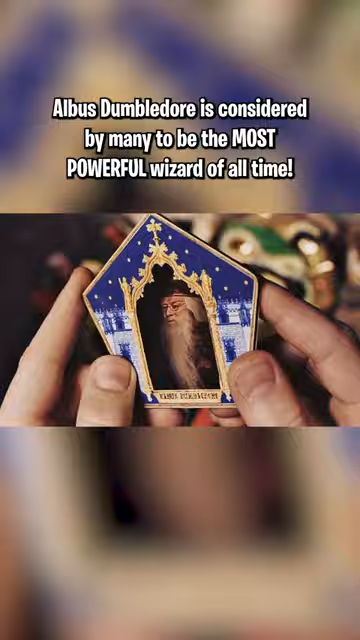 Albus Dumbledore is considered
by many to be the MOST
POWERFUL wizard of all time!